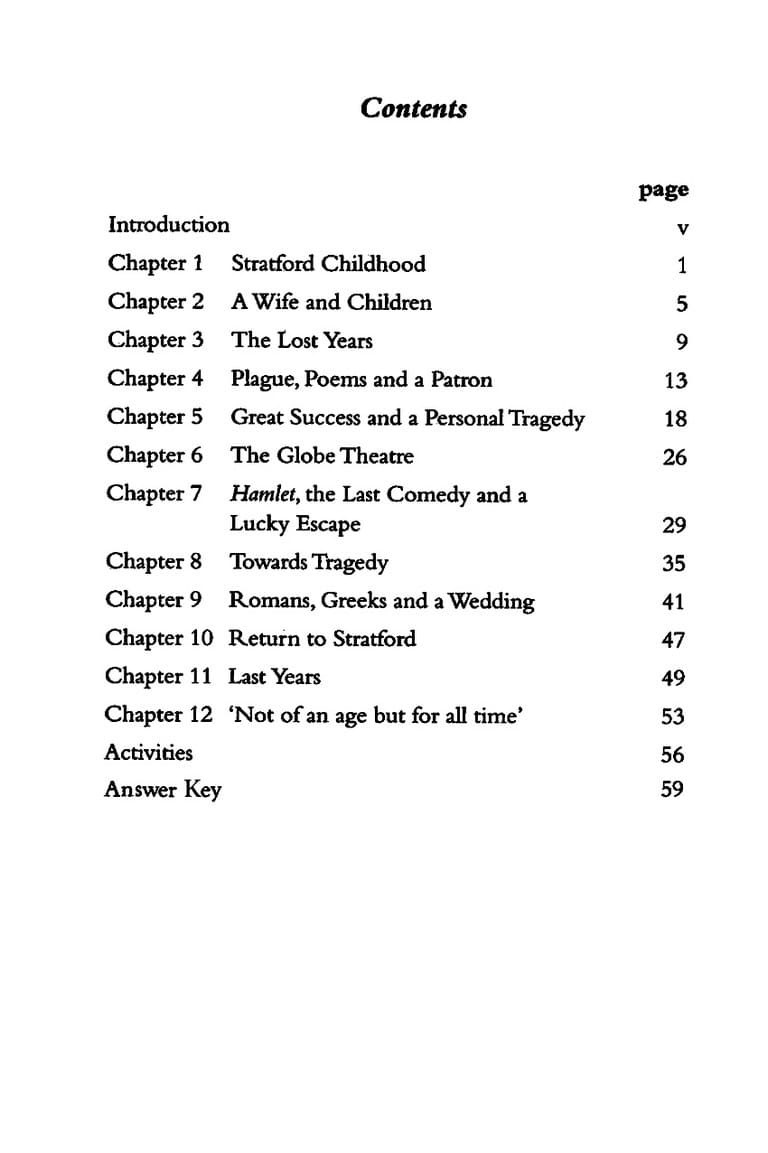 Contents
page
Introduction v
Chapter 1 Stratford Childhood 1
Chapter 2 A Wife and Children 5
Chapter 3 The Lost Years 9
Chapter 4 Plague, Poems and a Patron 13
Chapter 5 Great Success and a Personal Tragedy 18
Chapter 6 The Globe Theatre 26
Chapter 7 Hamlet, the Last Comedy and a
Lucky Escape 29
Chapter 8 Towards Tragedy 35
Chapter 9 Romans, Greeks and a Wedding 41
Chapter 10 Return to Stratford 47
Chapter 11 Last Years 49
Chapter 12 ‘Not of an age but for all time’ 53
Activities 56
Answer Key 59